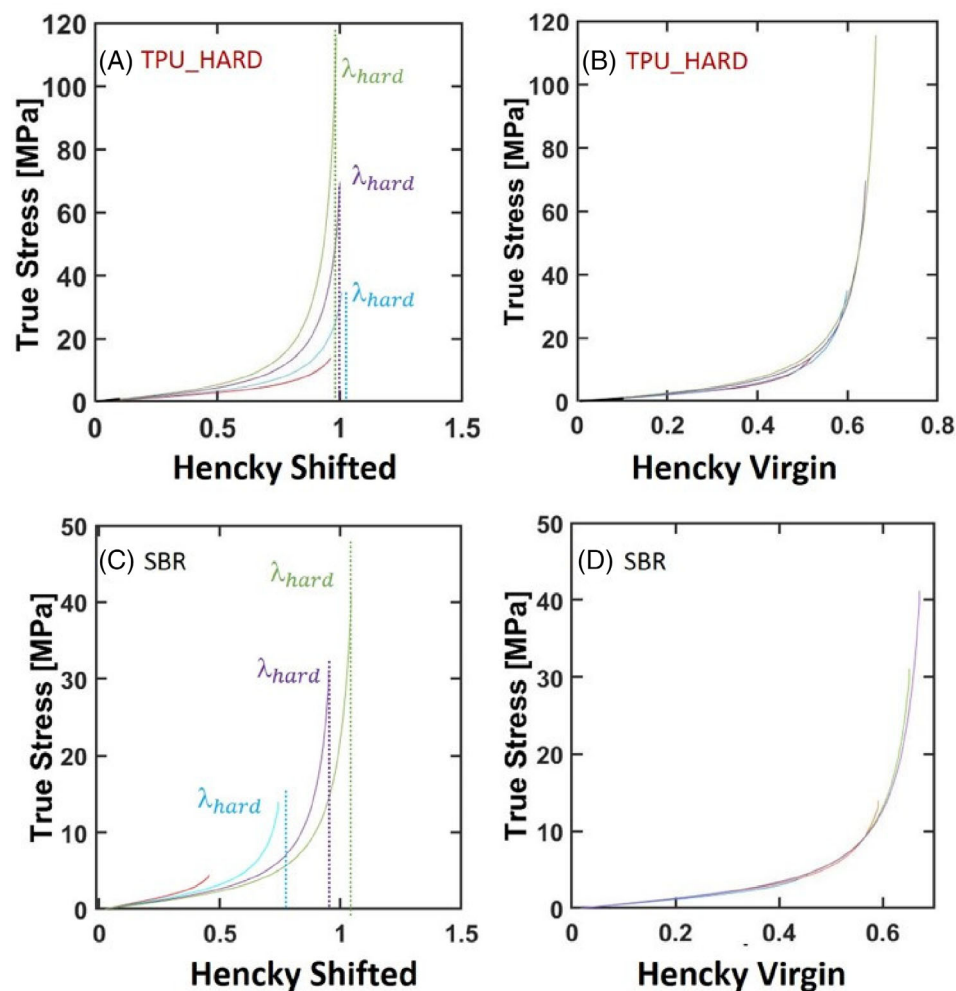 (A) TPU_HARD
λhard
λhard
λhard
True Stress [MPa]
120
100
80
60
40
20
0
0 0.5 1 1.5
Hencky Shifted
(B) TPU_HARD
True Stress [MPa]
120
100
80
60
40
20
0
0 0.2 0.4 0.6 0.8
Hencky Virgin
(C) SBR
λhard
λhard
λhard
True Stress [MPa]
50
40
30
20
10
0
0 0.5 1 1.5
Hencky Shifted
(D) SBR
True Stress [MPa]
50
40
30
20
10
0
0 0.2 0.4 0.6
Hencky Virgin